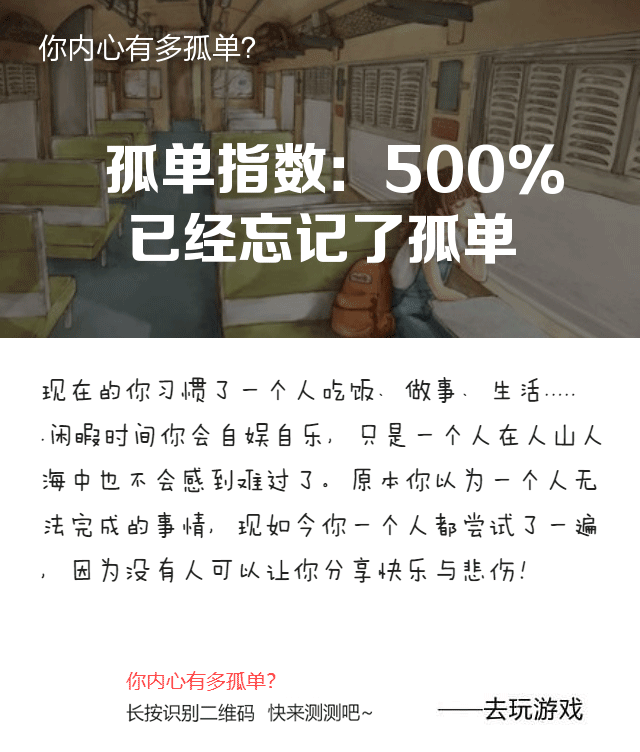 你内心有多孤单?
孤单指数: 500%
已经忘记了孤单
现在的你习惯了一个人吃饭、做事、生活.....
.闲暇时间你会自娱自乐, 只是一个人在人山人
海中也不会感到难过了。原本你以为一个人无
法完成的事情, 现如今你一个人都尝试了一遍
, 因为没有人可以让你分享快乐与悲伤!
你内心有多孤单?
长按识别二维码 快来测测吧~
——去玩游戏